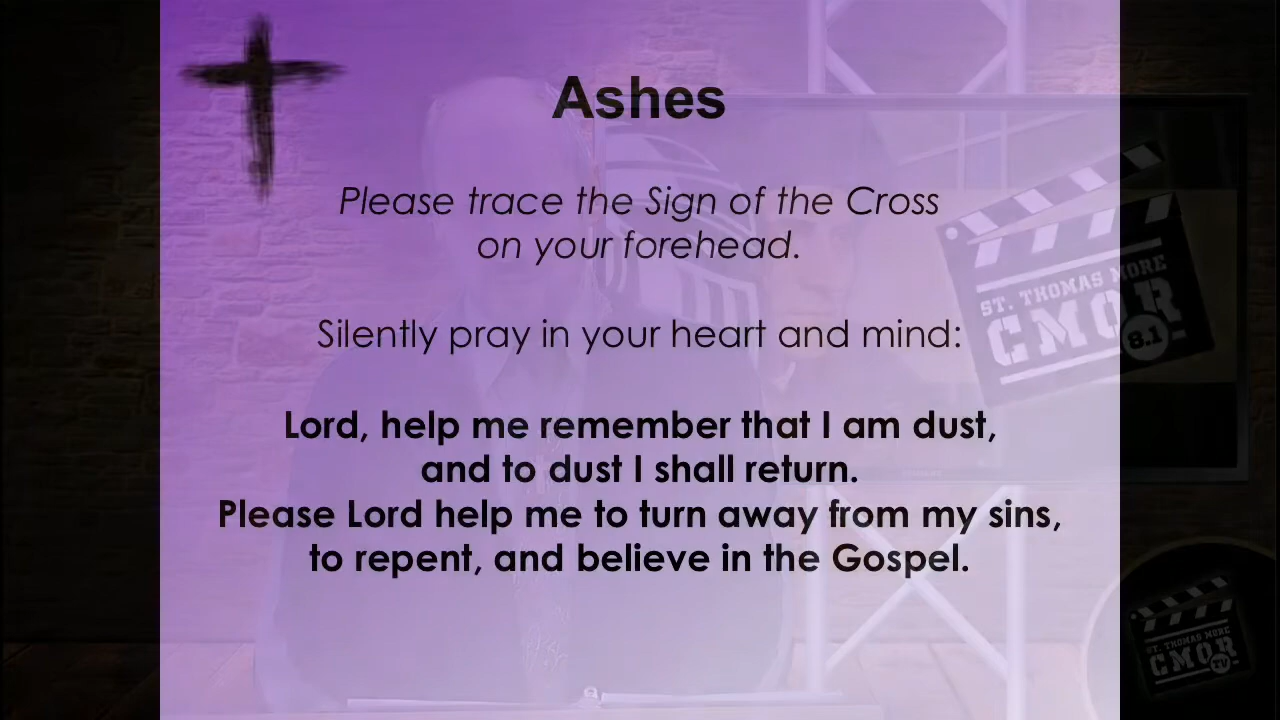 Ashes
Please trace the Sign of the Cross
on your forehead.
Silently pray in your heart and mind:
Lord, help me remember that I am dust,
and to dust I shall return.
Please Lord help me to turn away from my sins,
to repent, and believe in the Gospel.
ST. THOMAS MORE
CMOR
8.1
ST. THOMAS MORE
CMOR
TV